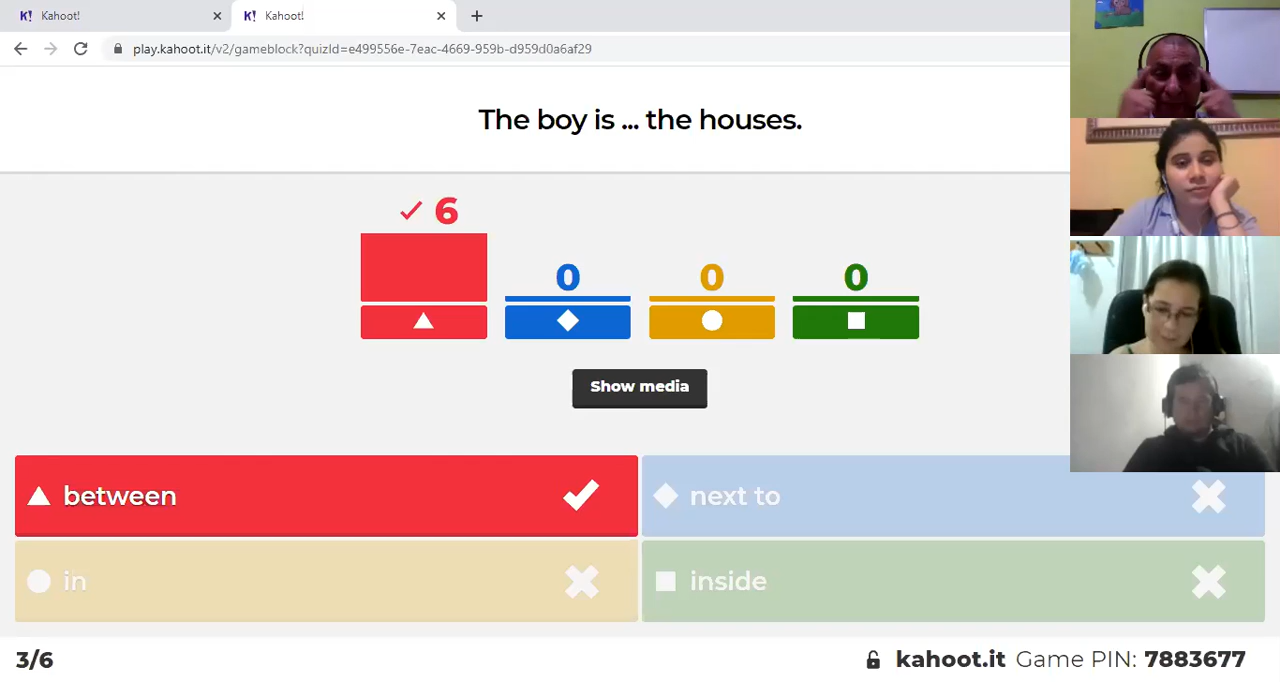 K! Kahoot!
K! Kahoot!
play.kahoot.it/v2/gameblock?quizId=e499556e-7eac-4669-959b-d959d0a6af29
The boy is ... the houses.
6
0
0
0
Show media
between
next to
in
inside
3/6
kahoot.it Game PIN: 7883677